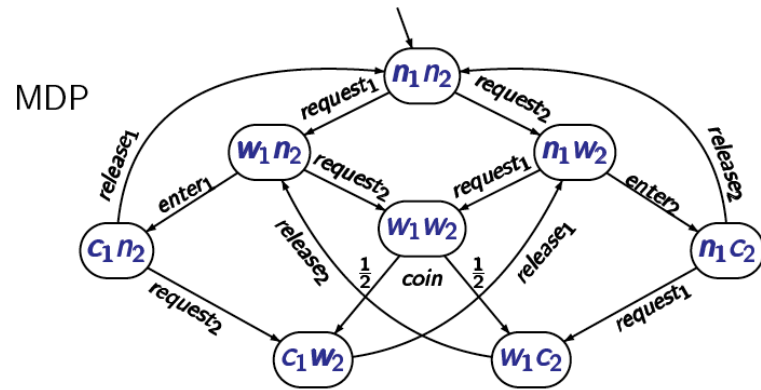 n₁n₂
MDP
request₁ request₂
release₁ release₂
w₁n₂ n₁w₂
request₂ request₁
enter₁ enter₂
w₁w₂
c₁n₂ n₁c₂
release₂ ½ coin ½ release₁
request₂ request₁
c₁w₂ w₁c₂